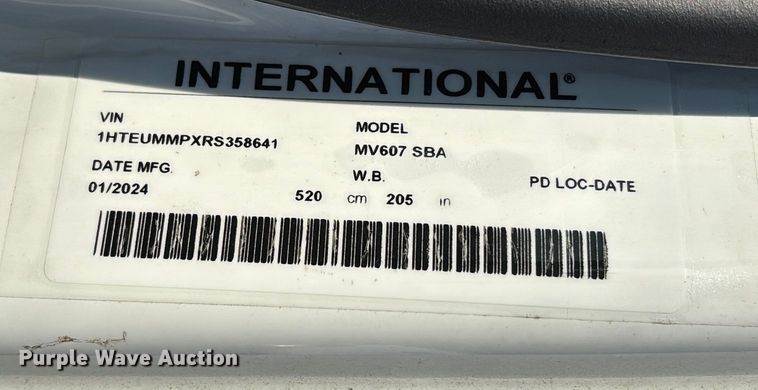 INTERNATIONAL®
VIN
1HTEUMMPXRS358641
MODEL
MV607 SBA
DATE MFG.
01/2024
W.B.
520 cm 205 in
PD LOC-DATE
Purple Wave Auction